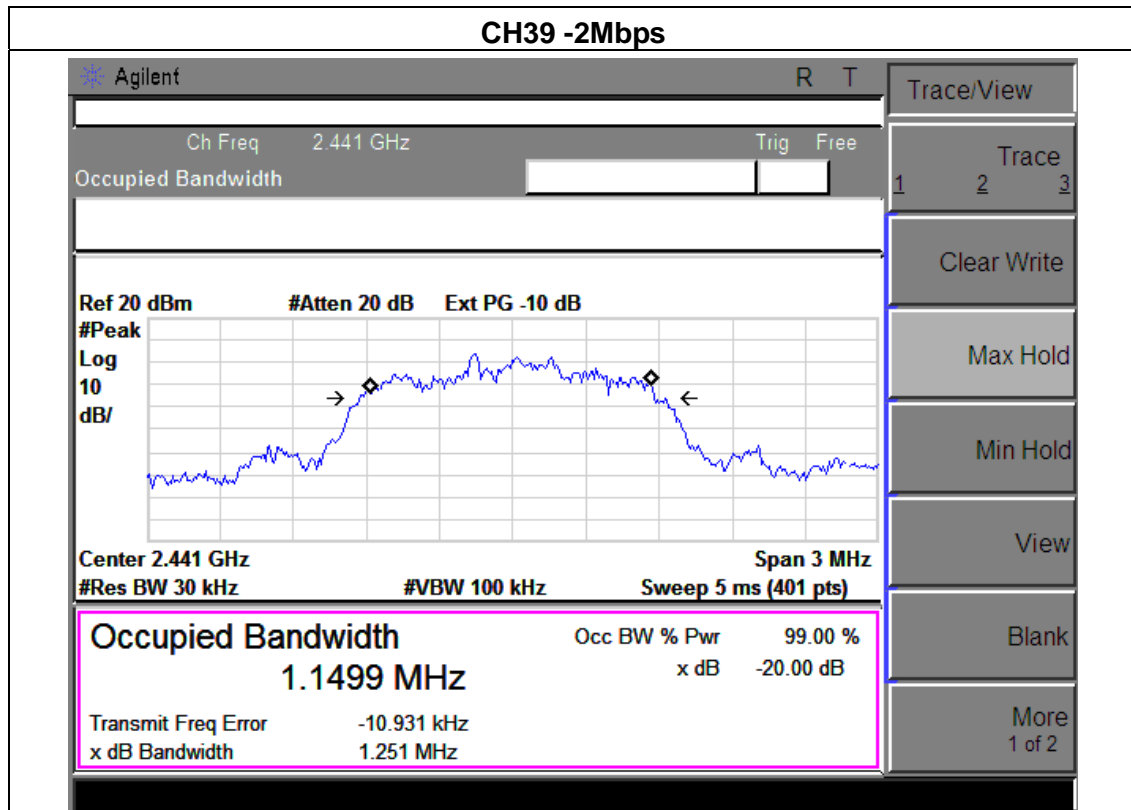 CH39 -2Mbps
Agilent R T
Trace/View
Ch Freq 2.441 GHz Trig Free
Occupied Bandwidth
Trace
1 2 3
Clear Write
Ref 20 dBm #Atten 20 dB Ext PG -10 dB
#Peak
Log
10
dB/
Max Hold
Min Hold
View
Center 2.441 GHz Span 3 MHz
#Res BW 30 kHz #VBW 100 kHz Sweep 5 ms (401 pts)
Occupied Bandwidth Occ BW % Pwr 99.00 %
1.1499 MHz x dB -20.00 dB
Blank
Transmit Freq Error -10.931 kHz
x dB Bandwidth 1.251 MHz
More
1 of 2